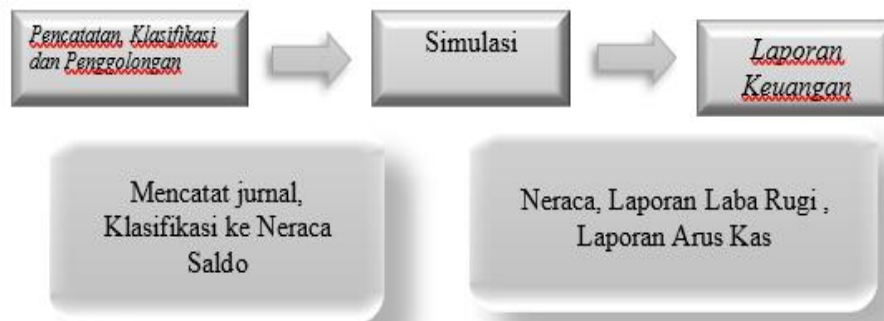 Pencatatan, Klasifikasi
dan Penggolongan
Simulasi
Laporan
Keuangan
Mencatat jurnal,
Klasifikasi ke Neraca
Saldo
Neraca, Laporan Laba Rugi ,
Laporan Arus Kas